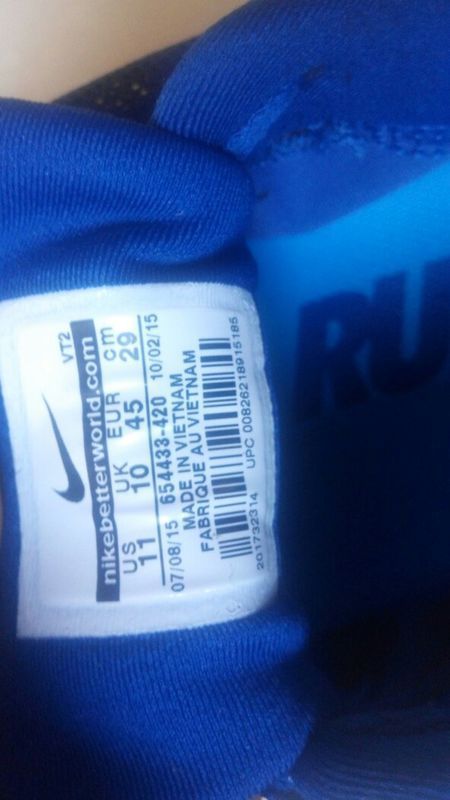 VT2
nikebetterworld.com
US UK EUR cm
11 10 45 29
07/08/15 654433-420 10/02/15
MADE IN VIETNAM
FABRIQUE AU VIETNAM
UPC 00826218915185
201732314
RU